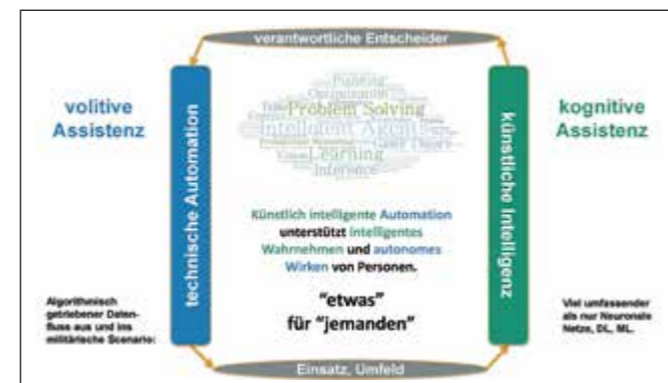 verantwortliche Entscheider
volitive
Assistenz
technische Automation
Planning
Optimization
Problem Solving
Intelligent Agents
Game Theory
Learning
Inference
Künstlich intelligente Automation
unterstützt intelligentes
Wahrnehmen und autonomes
Wirken von Personen.
"etwas"
für "jemanden"
künstliche Intelligenz
kognitive
Assistenz
Algorithmisch
getriebener Daten-
fluss aus und ins
militärische Scenario:
Viel umfassender
als nur Neuronale
Netze, DL, ML.
Einsatz, Umfeld